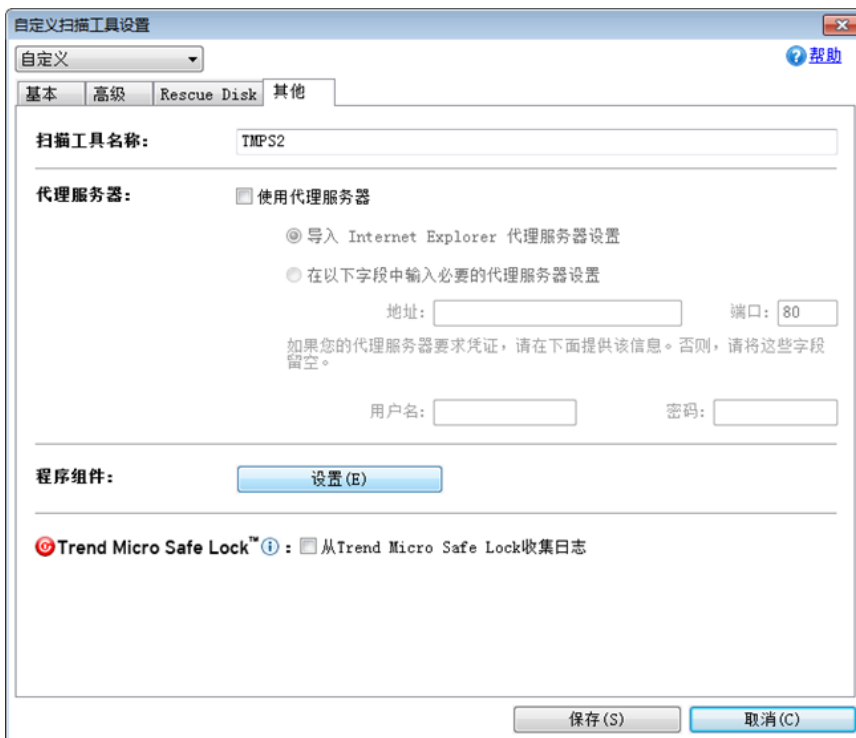 自定义扫描工具设置
自定义
帮助
基本 高级 Rescue Disk 其他
扫描工具名称: TMPS2
代理服务器: 使用代理服务器
导入 Internet Explorer 代理服务器设置
在以下字段中输入必要的代理服务器设置
地址: 端口: 80
如果您的代理服务器要求凭证，请在下面提供该信息。否则，请将这些字段
留空。
用户名: 密码:
程序组件: 设置(E)
Trend Micro Safe Lock™ : 从Trend Micro Safe Lock收集日志
保存(S) 取消(C)